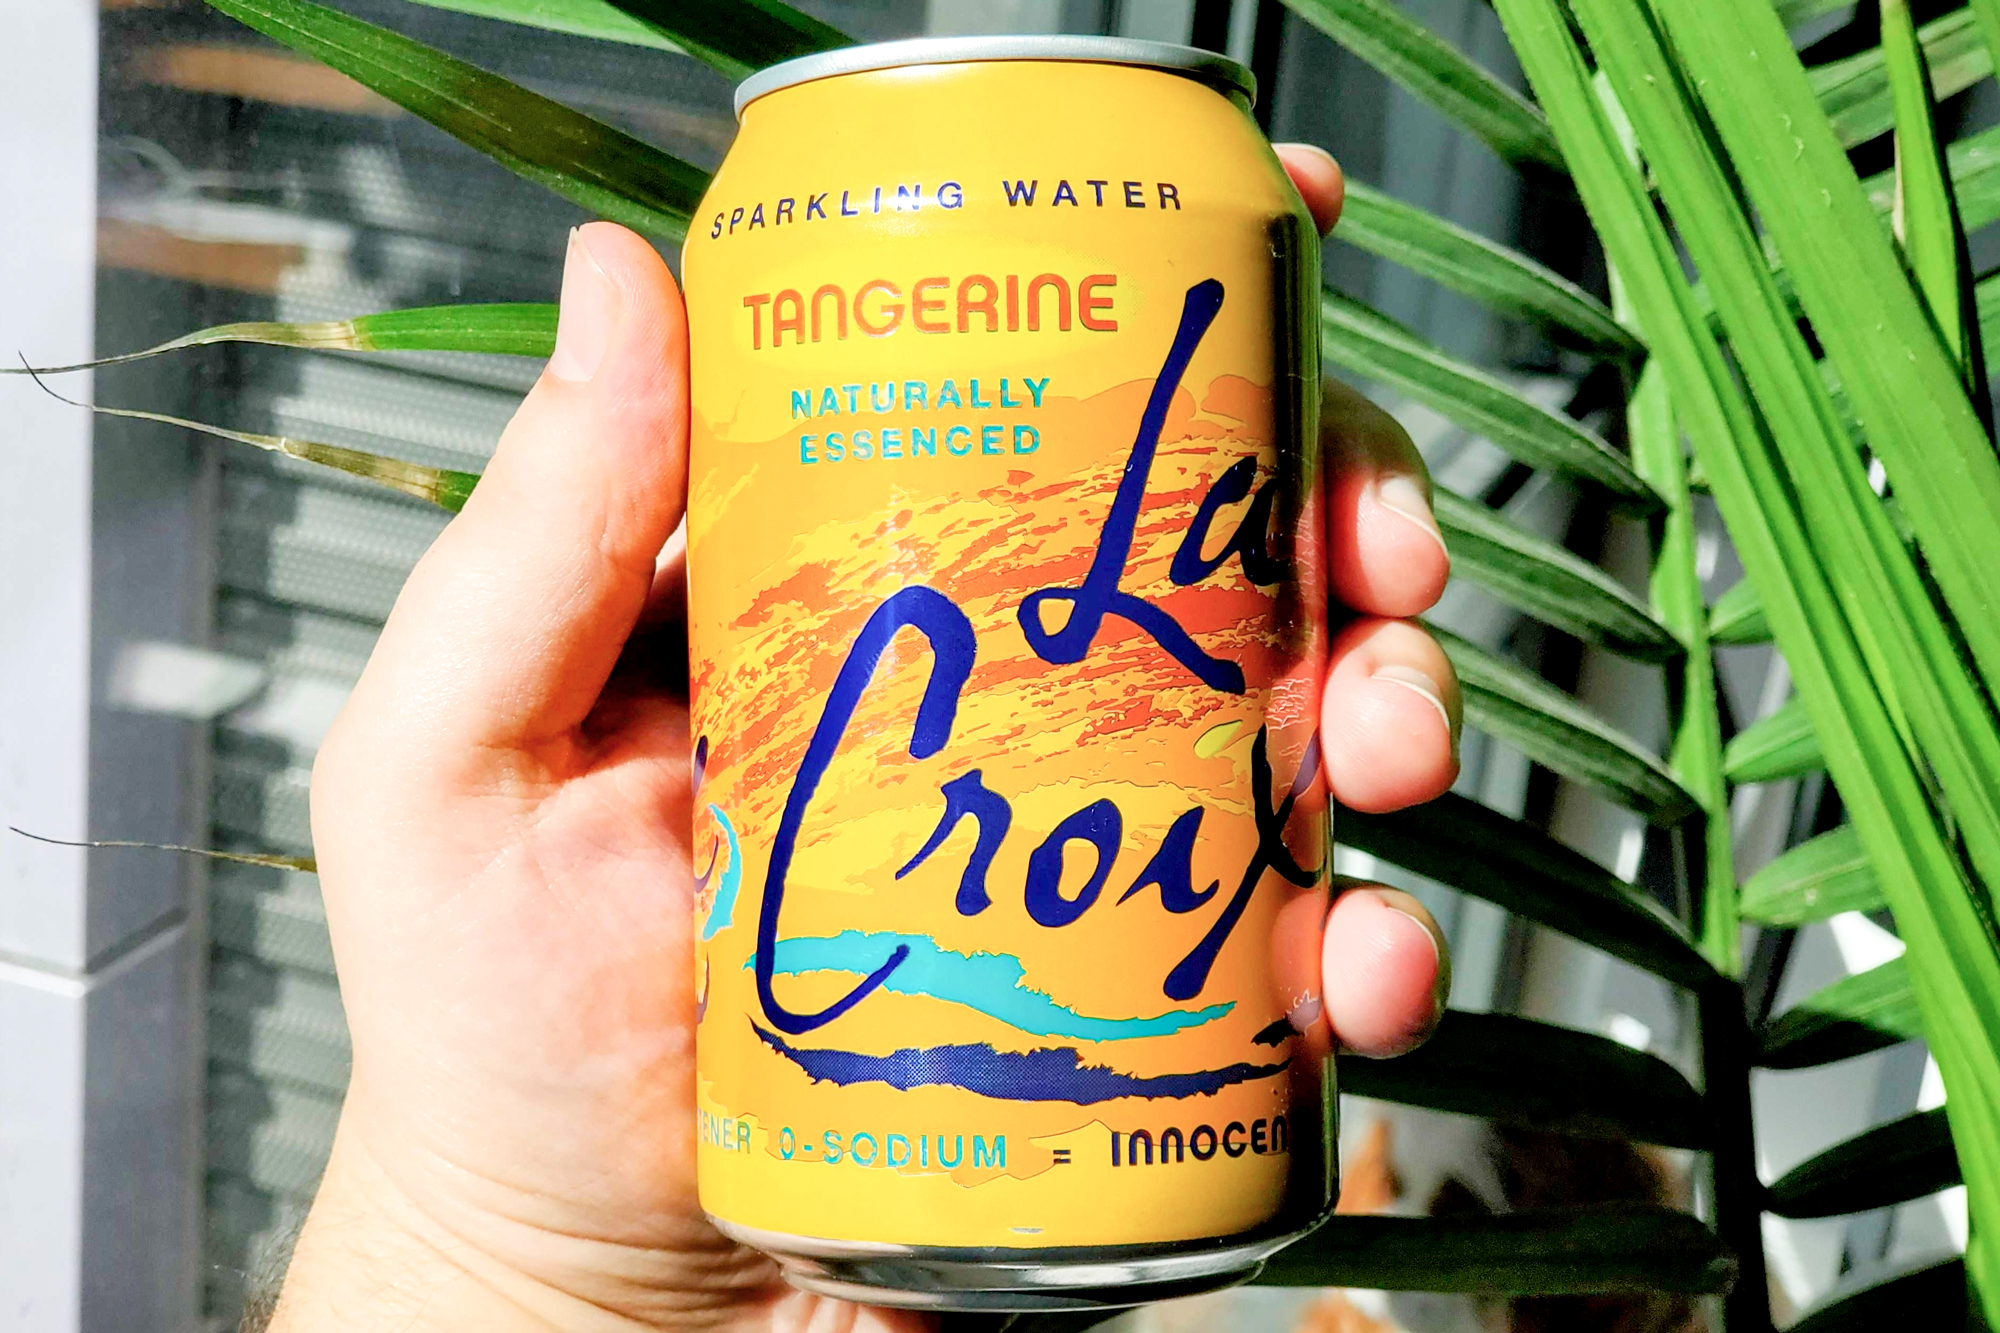 SPARKLING WATER
TANGERINE
NATURALLY
ESSENCED
La
Croix
0-SODIUM = INNOCEN